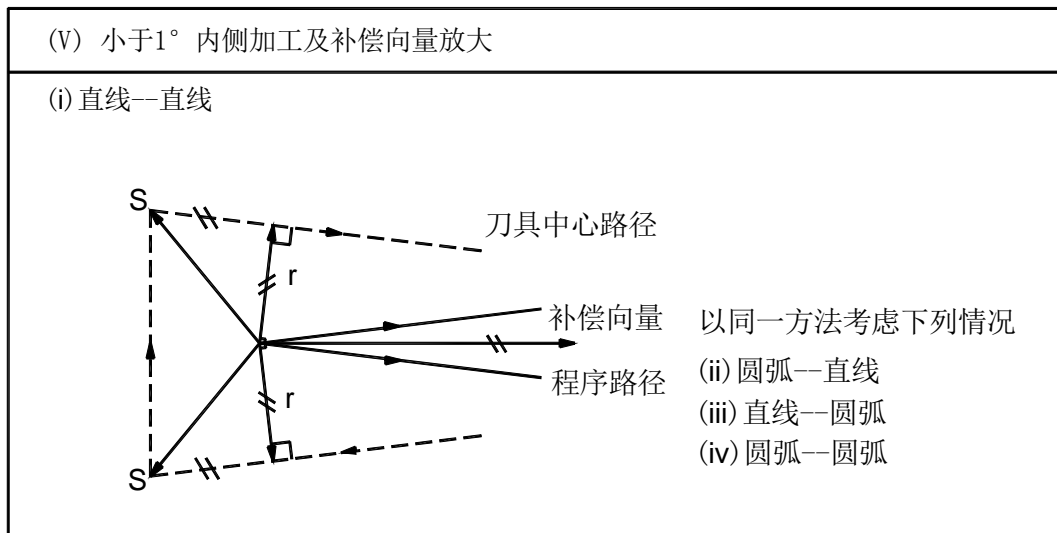 (V) 小于1° 内侧加工及补偿向量放大
(i)直线--直线
S
刀具中心路径
r
补偿向量
以同一方法考虑下列情况
程序路径
(ii)圆弧--直线
r
(iii)直线--圆弧
(iv)圆弧--圆弧
S